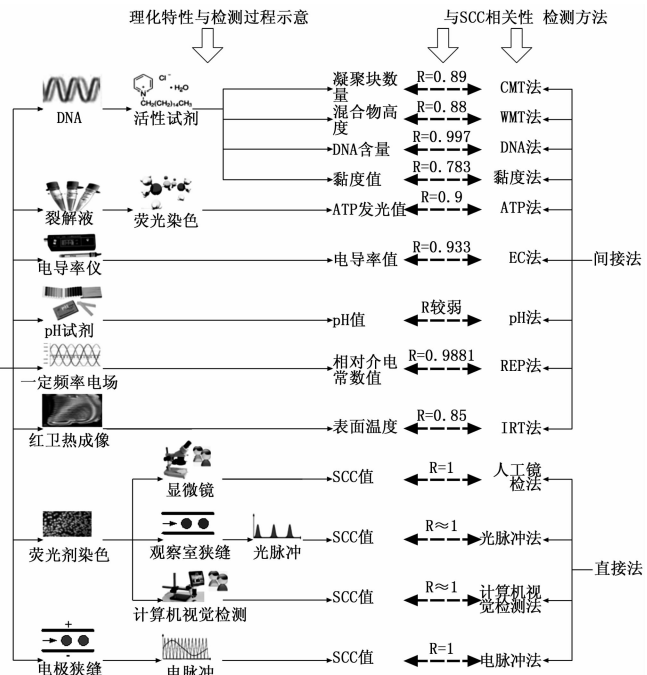 理化特性与检测过程示意
与SCC相关性 检测方法
DNA
Cl⁻
N
• H₂O
CH₂(CH₂)₁₄CH₃
活性试剂
凝聚块数
量
R=0.89
CMT法
混合物高
度
R=0.88
WMT法
DNA含量
R=0.997
DNA法
黏度值
R=0.783
黏度法
裂解液
荧光染色
ATP发光值
R=0.9
ATP法
电导率仪
电导率值
R=0.933
EC法
间接法
pH试剂
pH值
R较弱
pH法
一定频率电场
相对介电
常数值
R=0.9881
REP法
红卫热成像
表面温度
R=0.85
IRT法
显微镜
SCC值
R=1
人工镜
检法
荧光剂染色
观察室狭缝
光脉冲
SCC值
R≈1
光脉冲法
直接法
计算机视觉检测
SCC值
R≈1
计算机视
觉检测法
+
-
电极狭缝
电脉冲
SCC值
R=1
电脉冲法